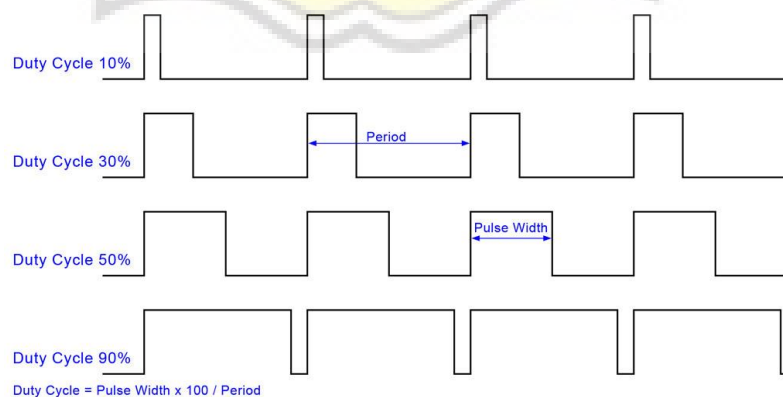 Duty Cycle 10%
Period
Duty Cycle 30%
Pulse Width
Duty Cycle 50%
Duty Cycle 90%
Duty Cycle = Pulse Width x 100 / Period